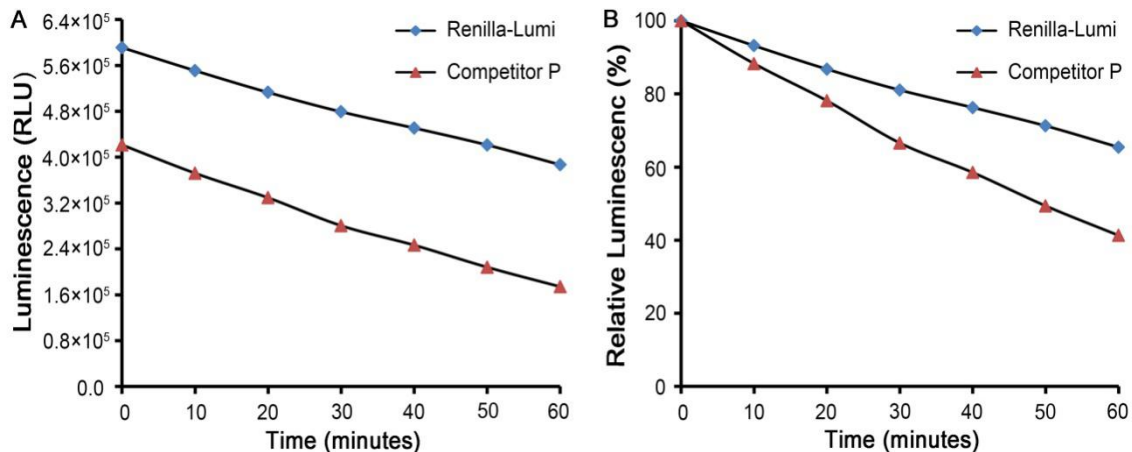 A
Luminescence (RLU)
6.4×10⁵
5.6×10⁵
4.8×10⁵
4.0×10⁵
3.2×10⁵
2.4×10⁵
1.6×10⁵
0.8×10⁵
0.0
Renilla-Lumi
Competitor P
0 10 20 30 40 50 60
Time (minutes)
B
Relative Luminescenc (%)
100
80
60
40
20
0
Renilla-Lumi
Competitor P
0 10 20 30 40 50 60
Time (minutes)